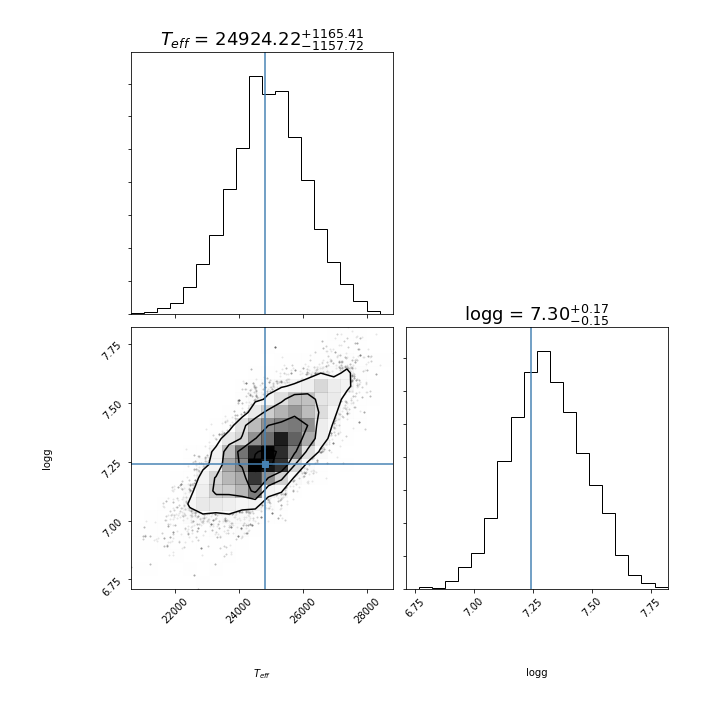 T_eff = 24924.22 +1165.41 −1157.72
logg = 7.30 +0.17 −0.15
7.75
7.50
7.25
7.00
6.75
logg
22000 24000 26000 28000
6.75 7.00 7.25 7.50 7.75
T_eff
logg